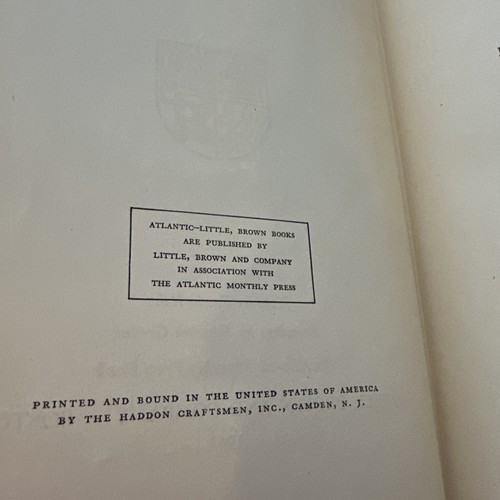 ATLANTIC–LITTLE, BROWN BOOKS
ARE PUBLISHED BY
LITTLE, BROWN AND COMPANY
IN ASSOCIATION WITH
THE ATLANTIC MONTHLY PRESS
PRINTED AND BOUND IN THE UNITED STATES OF AMERICA
BY THE HADDON CRAFTSMEN, INC., CAMDEN, N. J.